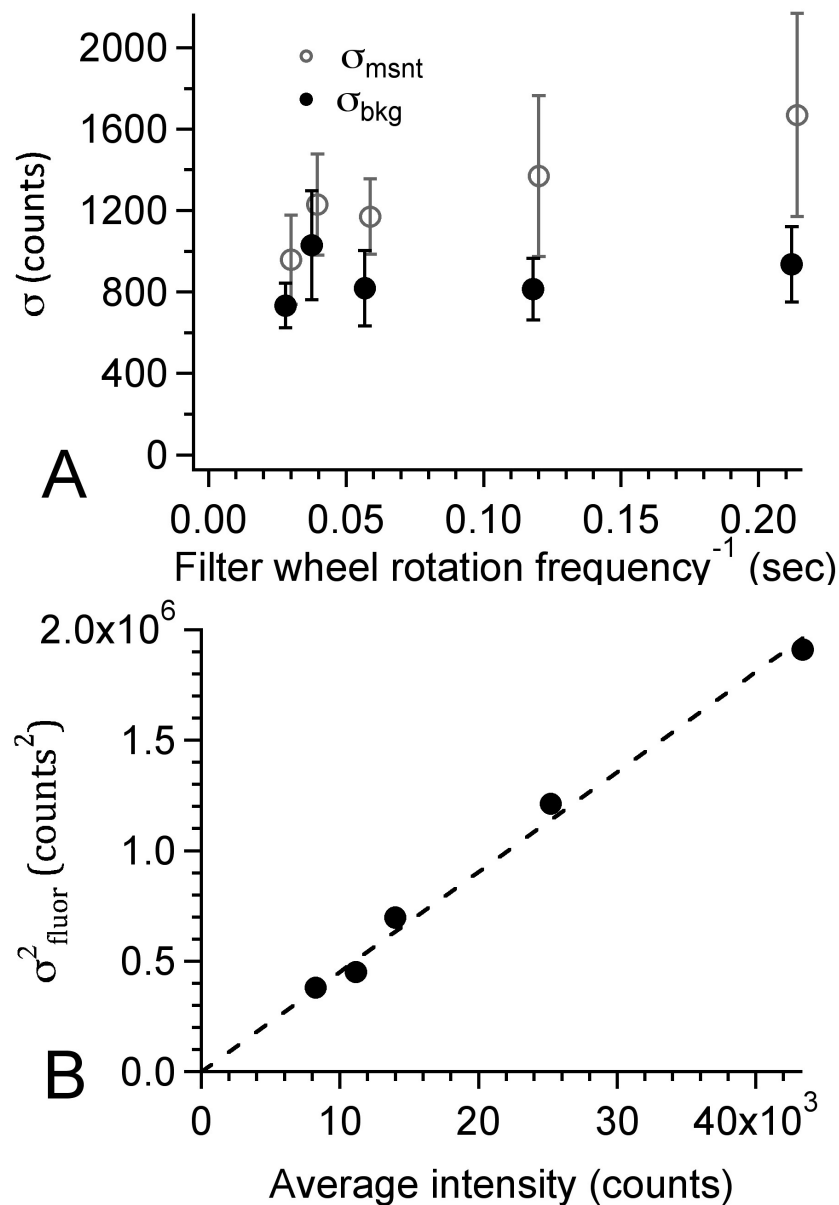 2000
1600
1200
800
400
0
σ (counts)
σmsnt
σbkg
A
0.00 0.05 0.10 0.15 0.20
Filter wheel rotation frequency⁻¹ (sec)
2.0x10⁶
1.5
1.0
0.5
0.0
σ²fluor (counts²)
B
0 10 20 30 40x10³
Average intensity (counts)